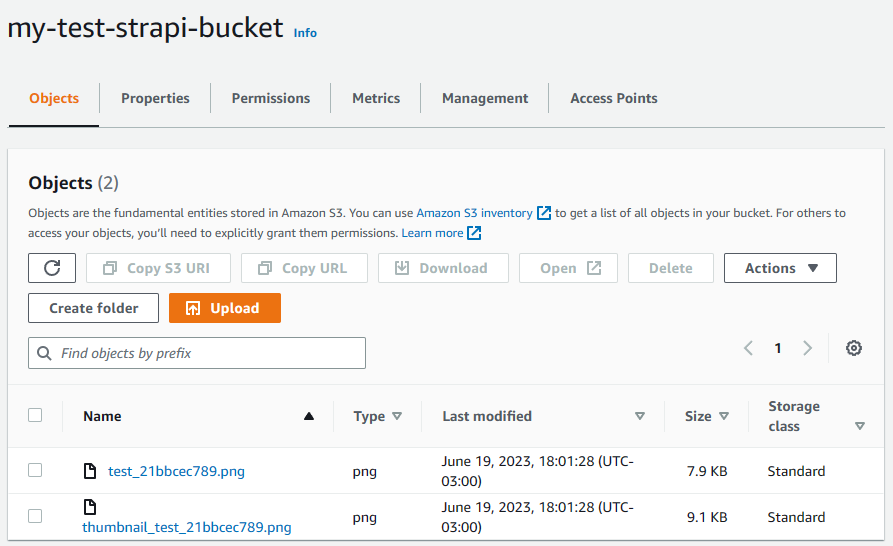 my-test-strapi-bucket Info
Objects Properties Permissions Metrics Management Access Points
Objects (2)
Objects are the fundamental entities stored in Amazon S3. You can use Amazon S3 inventory to get a list of all objects in your bucket. For others to
access your objects, you'll need to explicitly grant them permissions. Learn more
Copy S3 URI Copy URL Download Open Delete Actions
Create folder Upload
Find objects by prefix 1
Name Type Last modified Size Storage
class
test_21bbcec789.png png June 19, 2023, 18:01:28 (UTC-
03:00) 7.9 KB Standard
thumbnail_test_21bbcec789.png png June 19, 2023, 18:01:28 (UTC-
03:00) 9.1 KB Standard